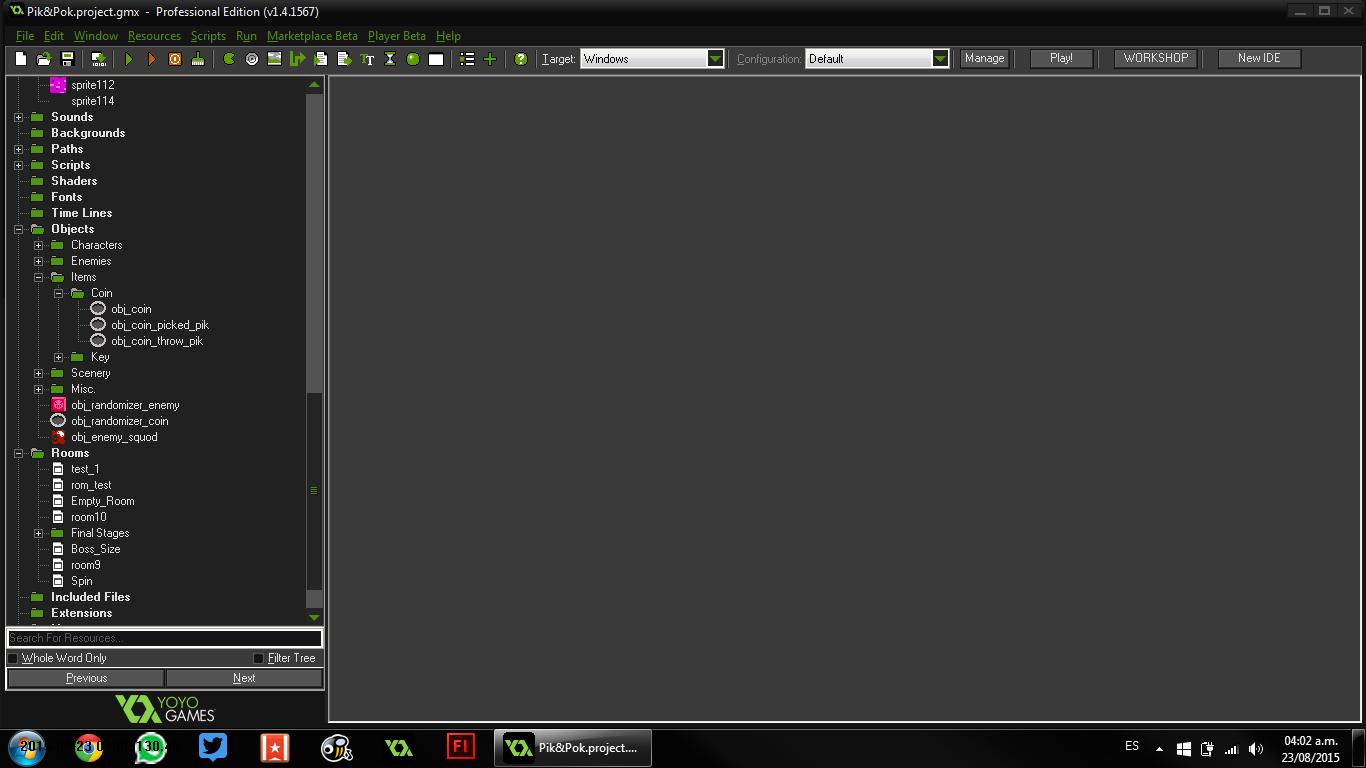 Pik&Pok.project.gmx - Professional Edition (v1.4.1567)
File Edit Window Resources Scripts Run Marketplace Beta Player Beta Help
Target: Windows Configuration: Default Manage Play! WORKSHOP New IDE
sprite112
sprite114
Sounds
Backgrounds
Paths
Scripts
Shaders
Fonts
Time Lines
Objects
Characters
Enemies
Items
Coin
obj_coin
obj_coin_picked_pik
obj_coin_throw_pik
Key
Scenery
Misc.
obj_randomizer_enemy
obj_randomizer_coin
obj_enemy_squod
Rooms
test_1
rom_test
Empty_Room
room10
Final Stages
Boss_Size
room9
Spin
Included Files
Extensions
Search For Resources...
Whole Word Only Filter Tree
Previous Next
YOYO
GAMES
Pik&Pok.project....
ES
04:02 a.m.
23/08/2015